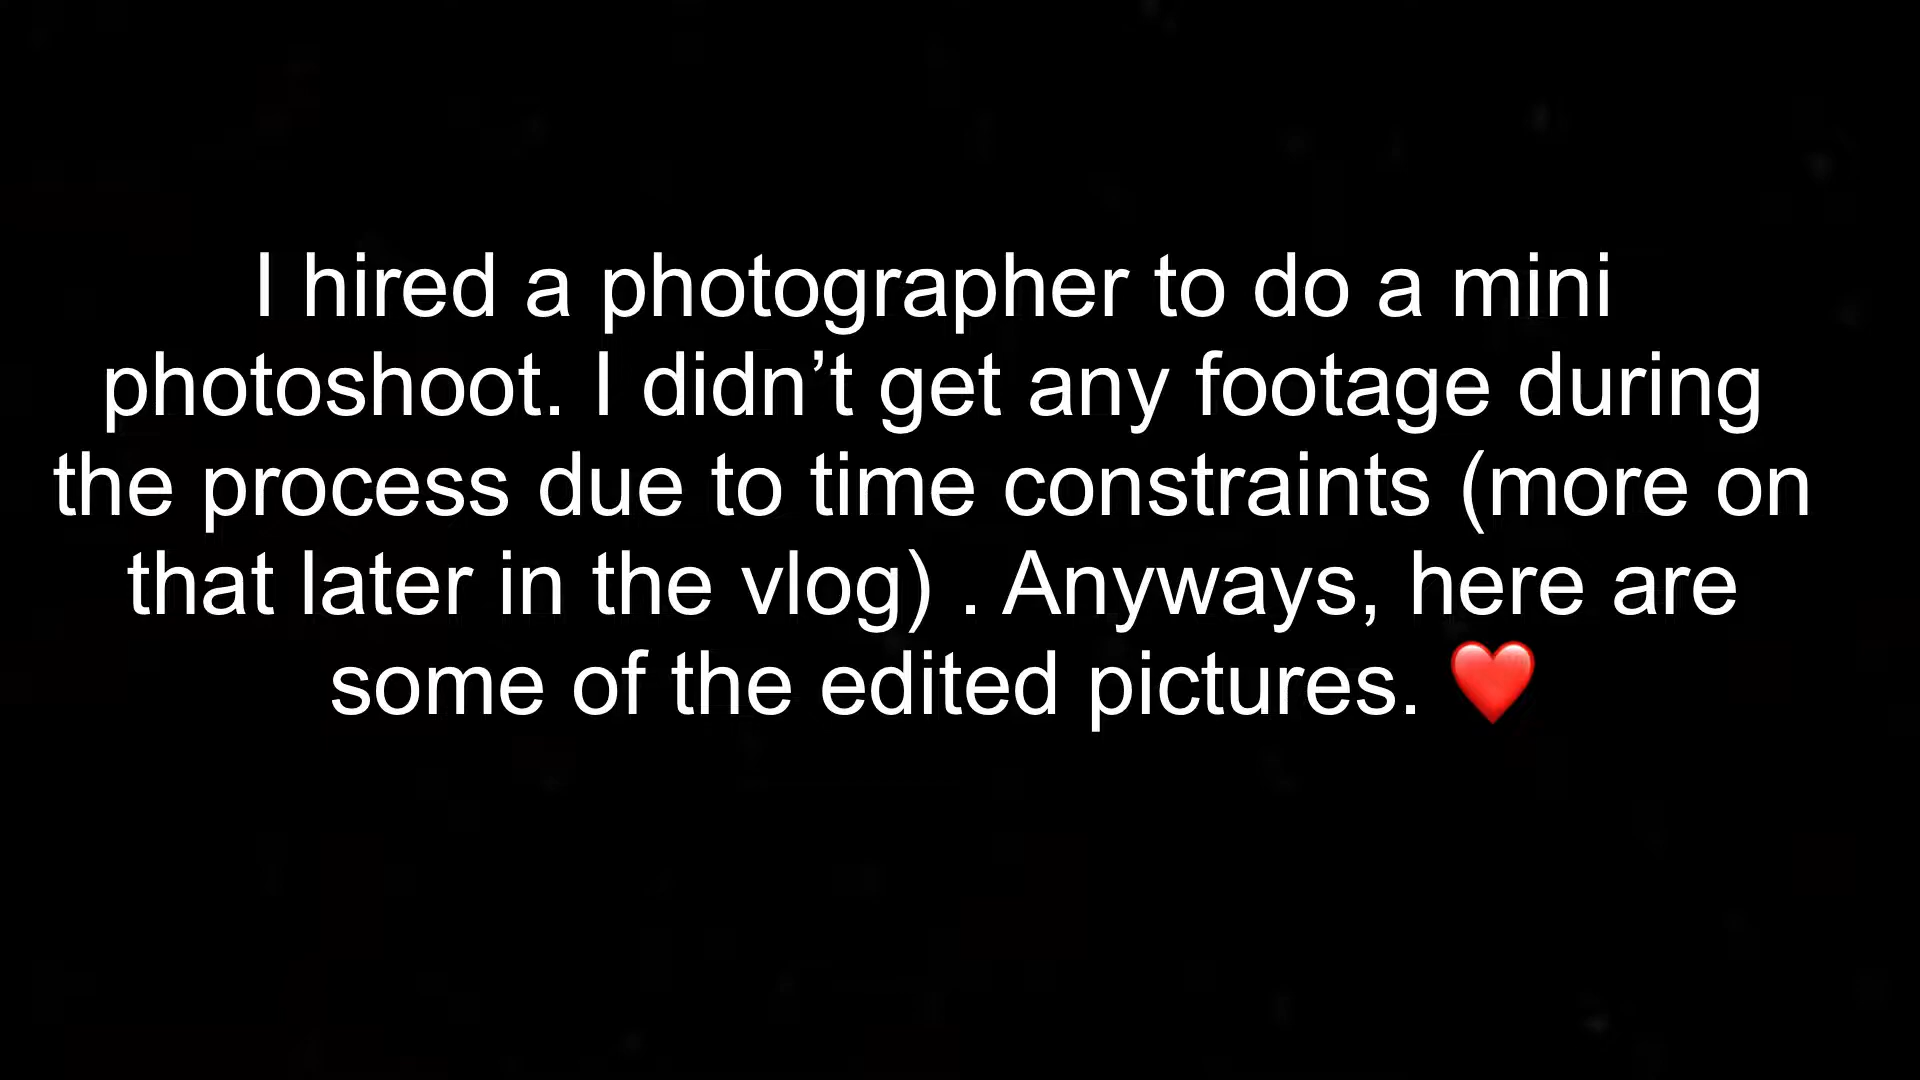 I hired a photographer to do a mini
photoshoot. I didn’t get any footage during
the process due to time constraints (more on
that later in the vlog) . Anyways, here are
some of the edited pictures. ❤️